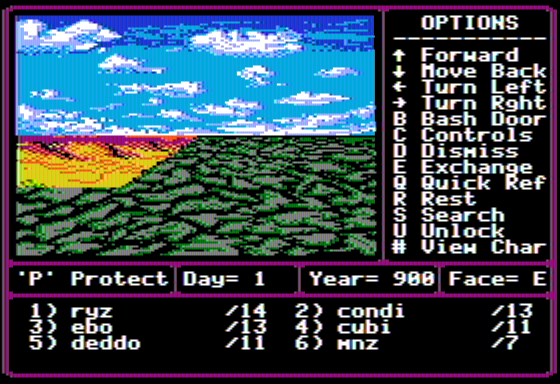 OPTIONS
↑ Forward
↓ Move Back
← Turn Left
→ Turn Rght
B Bash Door
C Controls
D Dismiss
E Exchange
Q Quick Ref
R Rest
S Search
U Unlock
# View Char
'P' Protect Day= 1 Year= 900 Face= E
1) ryz /14 2) condi /13
3) ebo /13 4) cubi /11
5) deddo /11 6) mnz /7